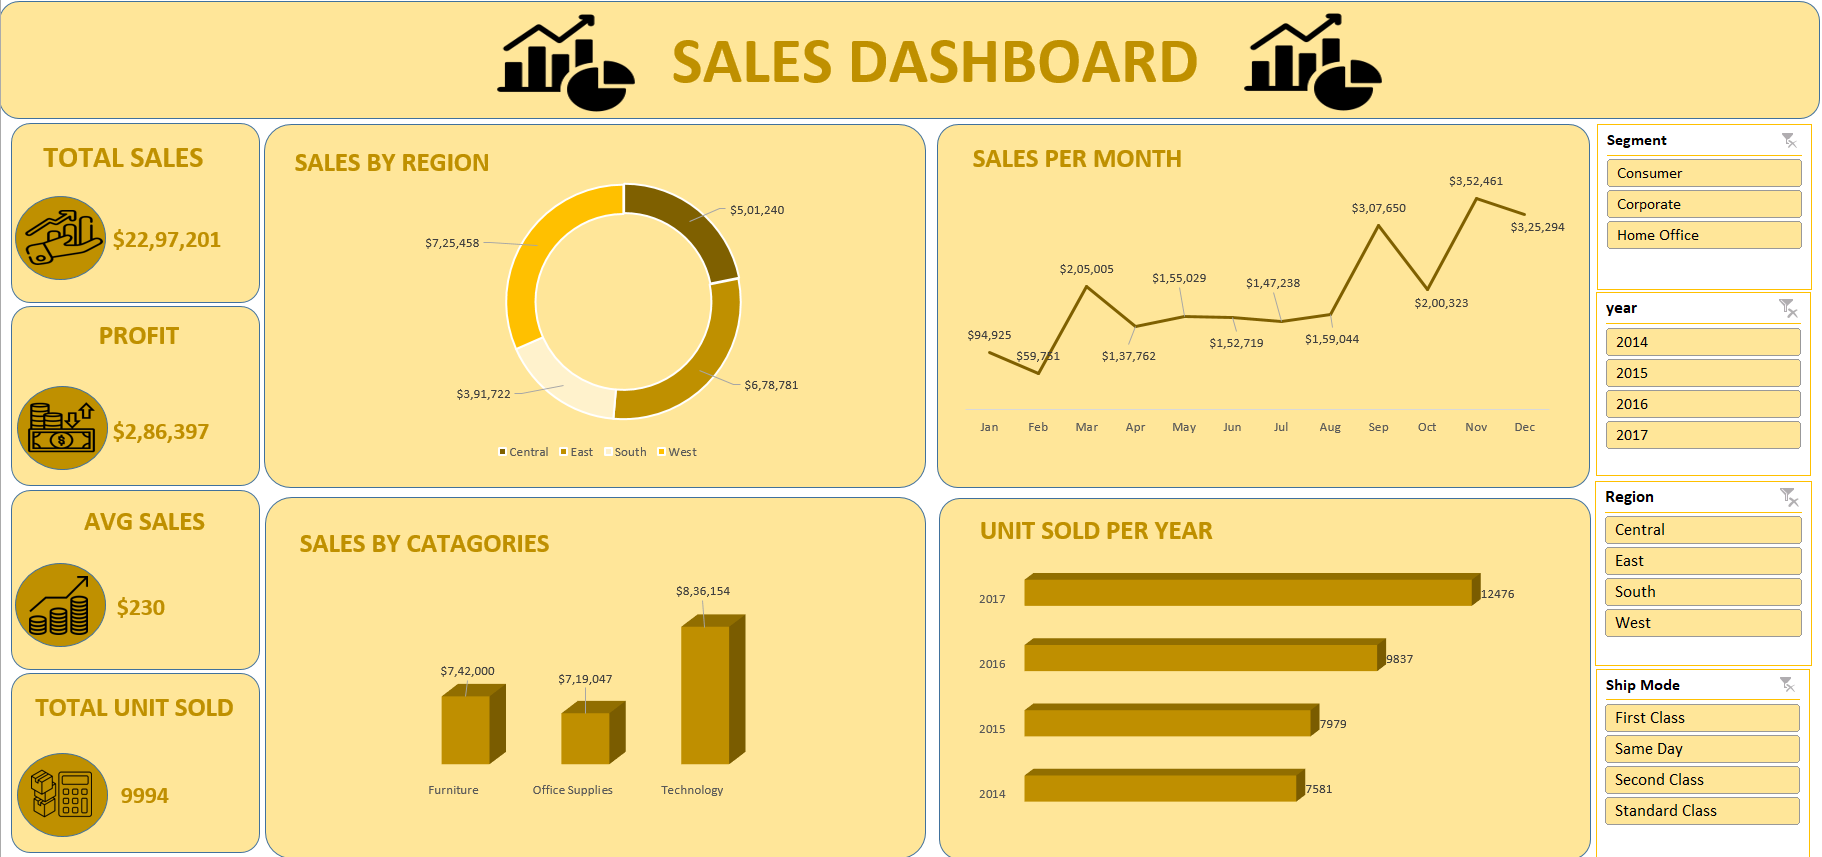 SALES DASHBOARD
TOTAL SALES
$22,97,201
PROFIT
$2,86,397
AVG SALES
$230
TOTAL UNIT SOLD
9994
SALES BY REGION
$5,01,240
$7,25,458
$6,78,781
$3,91,722
Central East South West
SALES PER MONTH
$94,925
$59,751
$2,05,005
$1,37,762
$1,55,029
$1,52,719
$1,47,238
$1,59,044
$3,07,650
$2,00,323
$3,52,461
$3,25,294
Jan Feb Mar Apr May Jun Jul Aug Sep Oct Nov Dec
SALES BY CATAGORIES
$7,42,000
$7,19,047
$8,36,154
Furniture Office Supplies Technology
UNIT SOLD PER YEAR
2017 12476
2016 9837
2015 7979
2014 7581
Segment
Consumer
Corporate
Home Office
year
2014
2015
2016
2017
Region
Central
East
South
West
Ship Mode
First Class
Same Day
Second Class
Standard Class